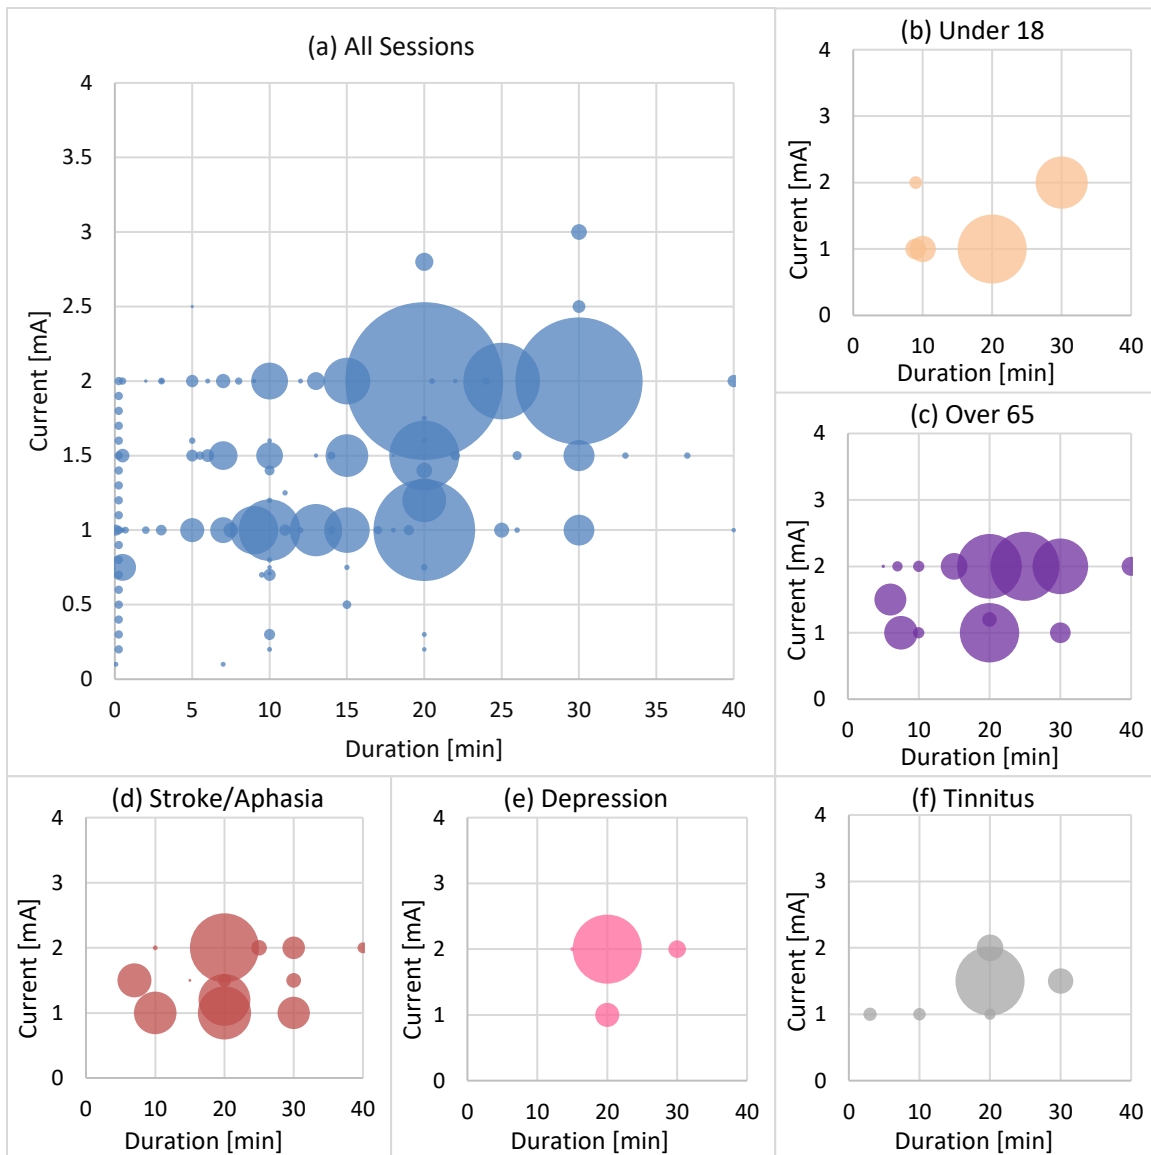 (a) All Sessions
4
3.5
3
2.5
2
1.5
1
0.5
0
Current [mA]
0 5 10 15 20 25 30 35 40
Duration [min]
(b) Under 18
4
3
2
1
0
Current [mA]
0 10 20 30 40
Duration [min]
(c) Over 65
4
3
2
1
0
Current [mA]
0 10 20 30 40
Duration [min]
(d) Stroke/Aphasia
4
3
2
1
0
Current [mA]
0 10 20 30 40
Duration [min]
(e) Depression
4
3
2
1
0
Current [mA]
0 10 20 30 40
Duration [min]
(f) Tinnitus
4
3
2
1
0
Current [mA]
0 10 20 30 40
Duration [min]